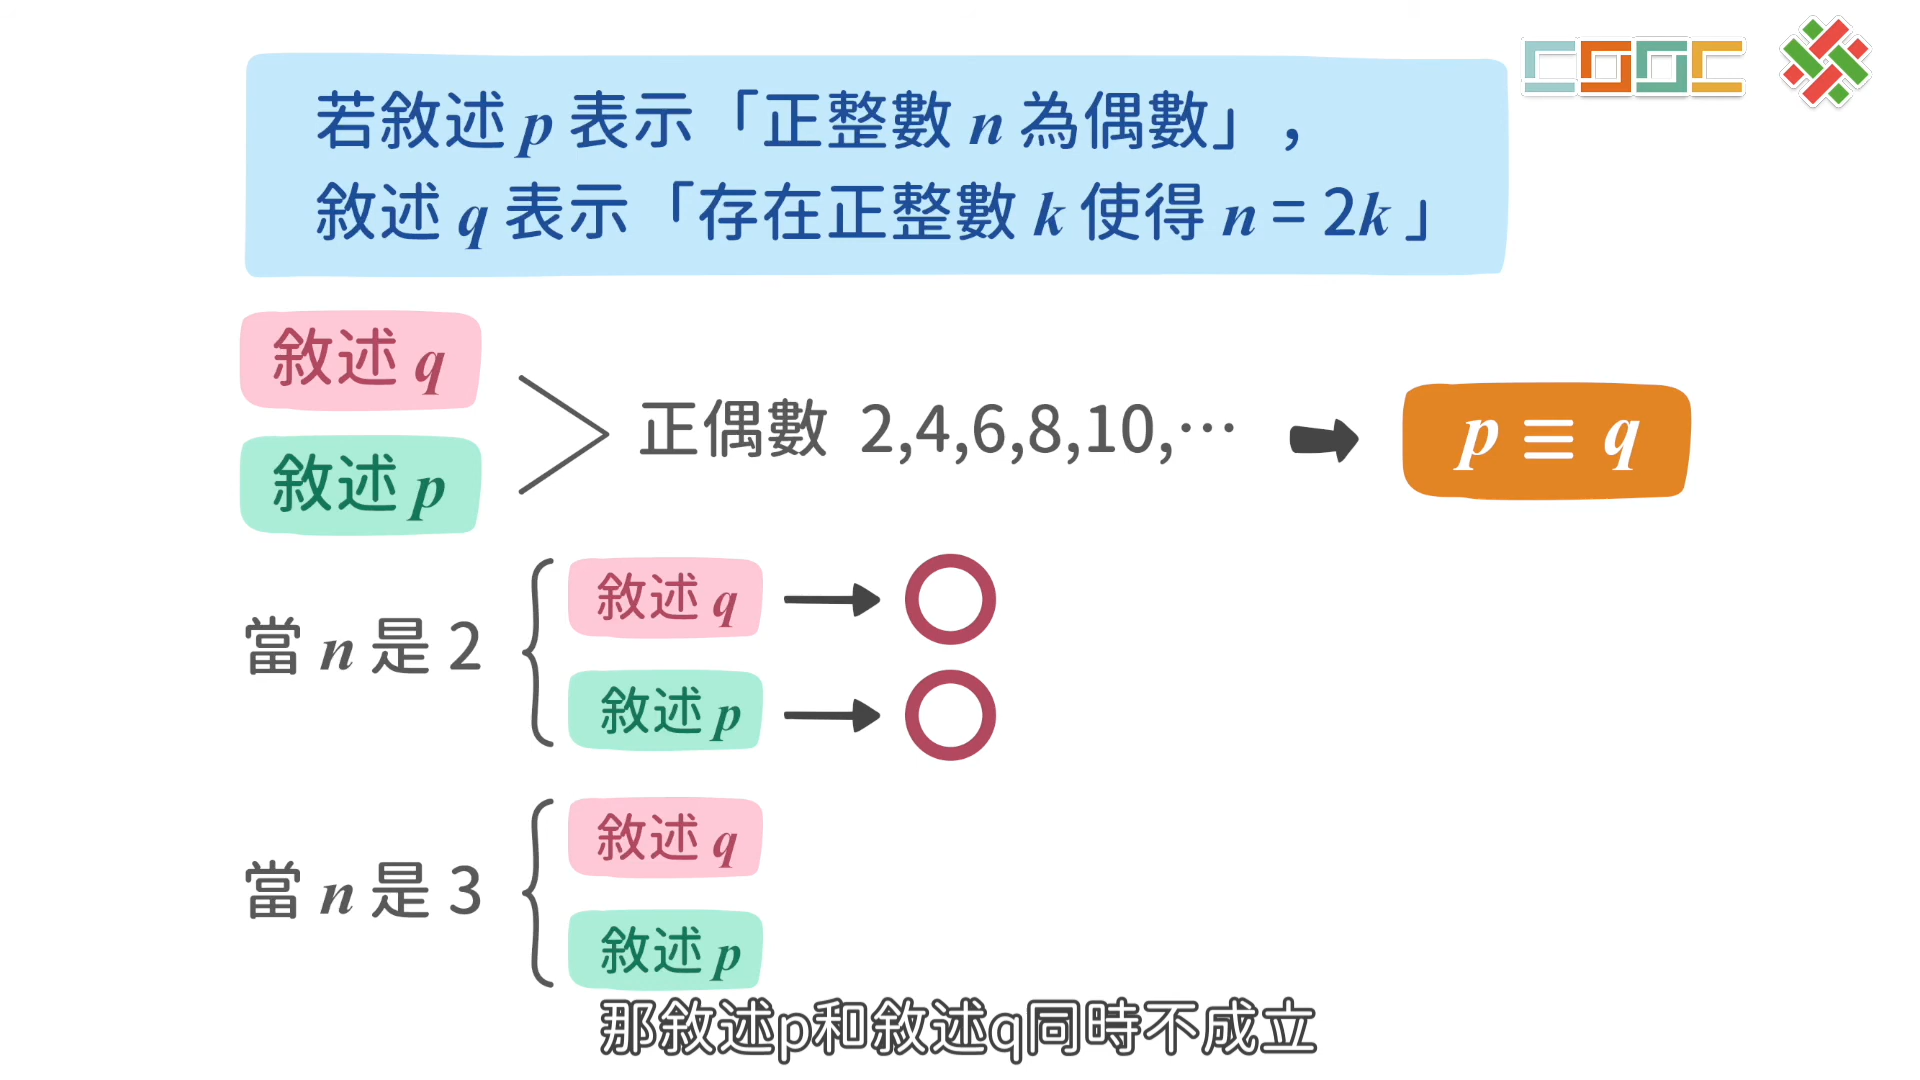 若敘述 p 表示「正整數 n 為偶數」，
敘述 q 表示「存在正整數 k 使得 n = 2k 」
敘述 q
敘述 p
正偶數 2,4,6,8,10,…
p ≡ q
當 n 是 2
敘述 q
敘述 p
當 n 是 3
敘述 q
敘述 p
那敘述p和敘述q同時不成立
COOC